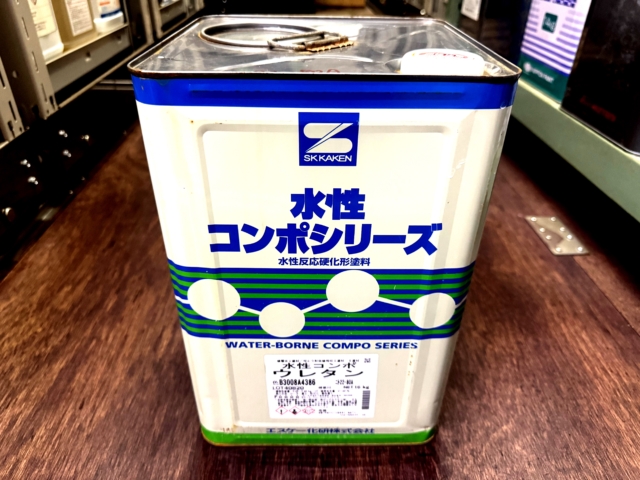 SK KAKEN
水性
コンポシリーズ
水性反応硬化形塗料
WATER-BORNE COMPO SERIES
水性コンポ
ウレタン
エスケー化研株式会社